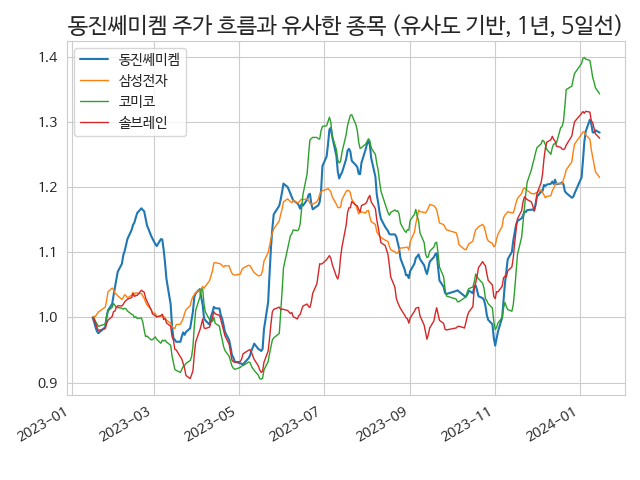 동진쎄미켐 주가 흐름과 유사한 종목 (유사도 기반, 1년, 5일선)
동진쎄미켐
삼성전자
코미코
솔브레인
1.4
1.3
1.2
1.1
1.0
0.9
2023-01
2023-03
2023-05
2023-07
2023-09
2023-11
2024-01